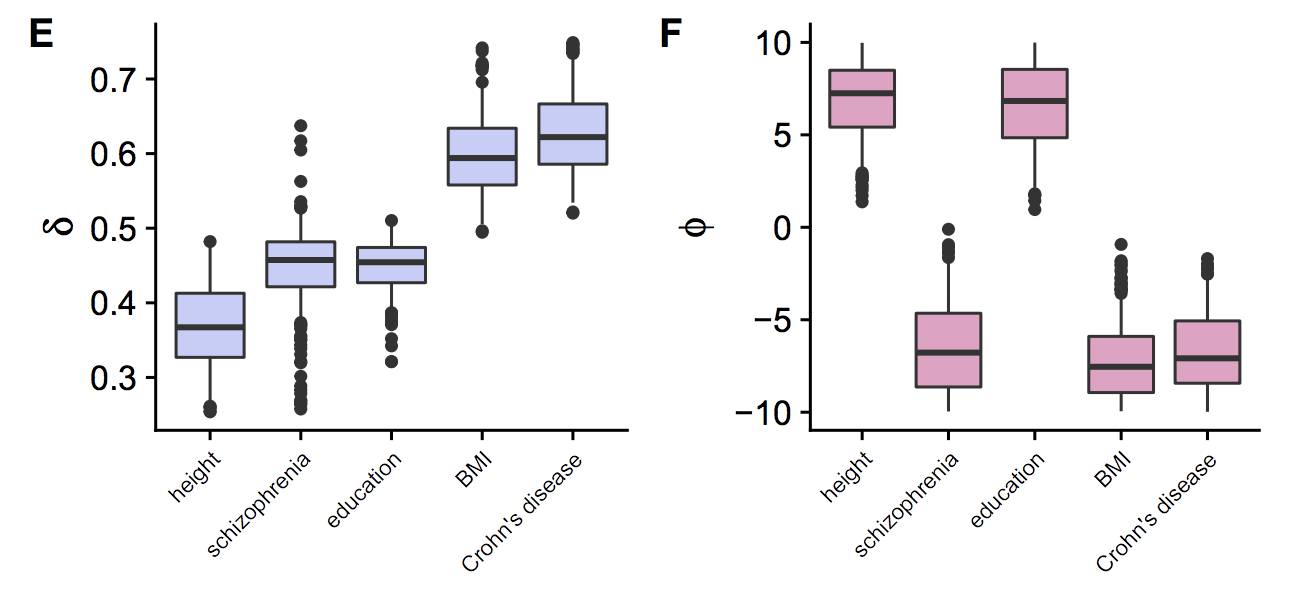 E
δ
0.7
0.6
0.5
0.4
0.3
height
schizophrenia
education
BMI
Crohn's disease
F
ϕ
10
5
0
−5
−10
height
schizophrenia
education
BMI
Crohn's disease